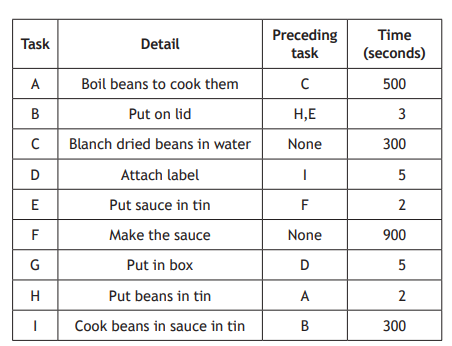 Task Detail Preceding task Time (seconds)
A Boil beans to cook them C 500
B Put on lid H,E 3
C Blanch dried beans in water None 300
D Attach label I 5
E Put sauce in tin F 2
F Make the sauce None 900
G Put in box D 5
H Put beans in tin A 2
I Cook beans in sauce in tin B 300